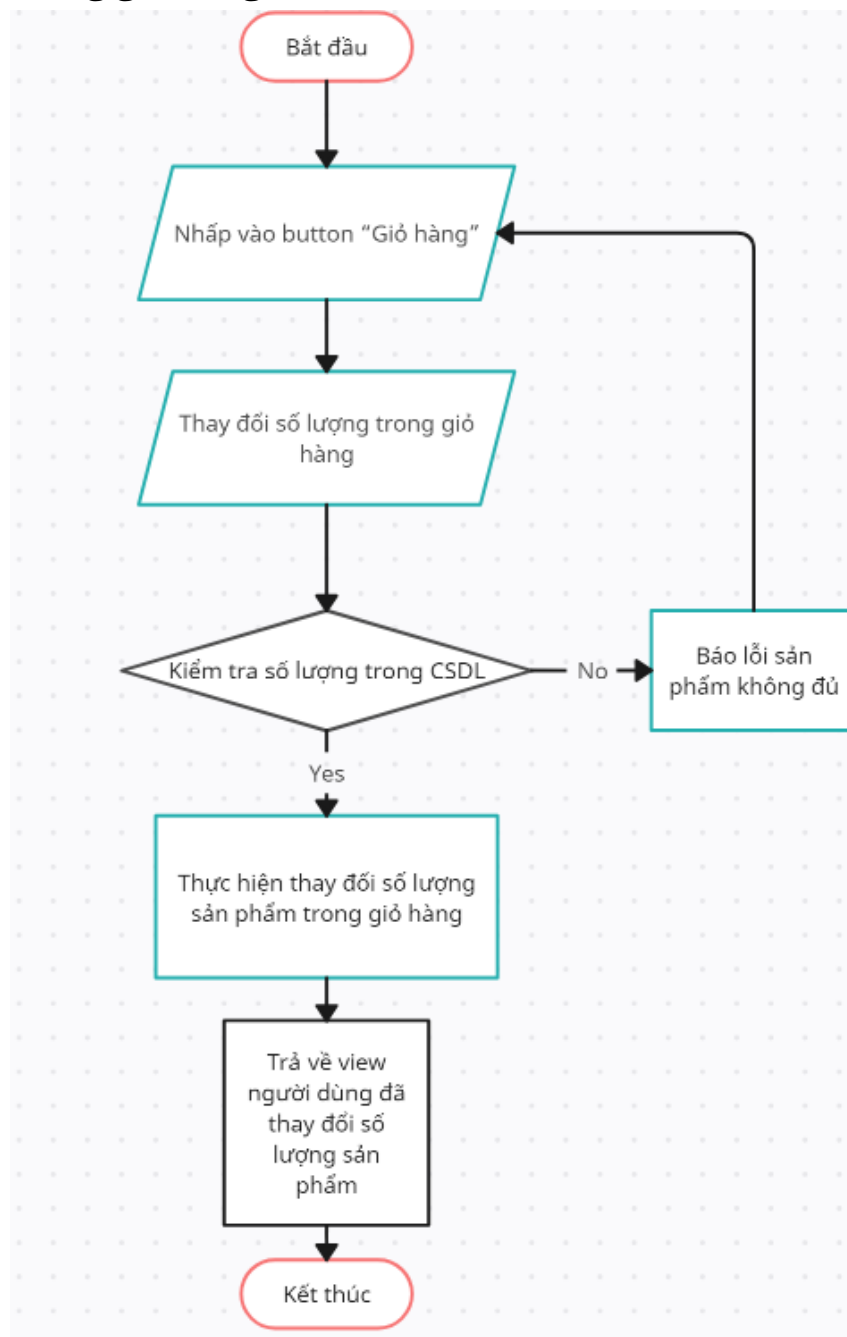 Bắt đầu
Nhấp vào button “Giỏ hàng”
Thay đổi số lượng trong giỏ
hàng
Kiểm tra số lượng trong CSDL
No
Báo lỗi sản
phẩm không đủ
Yes
Thực hiện thay đổi số lượng
sản phẩm trong giỏ hàng
Trả về view
người dùng đã
thay đổi số
lượng sản
phẩm
Kết thúc